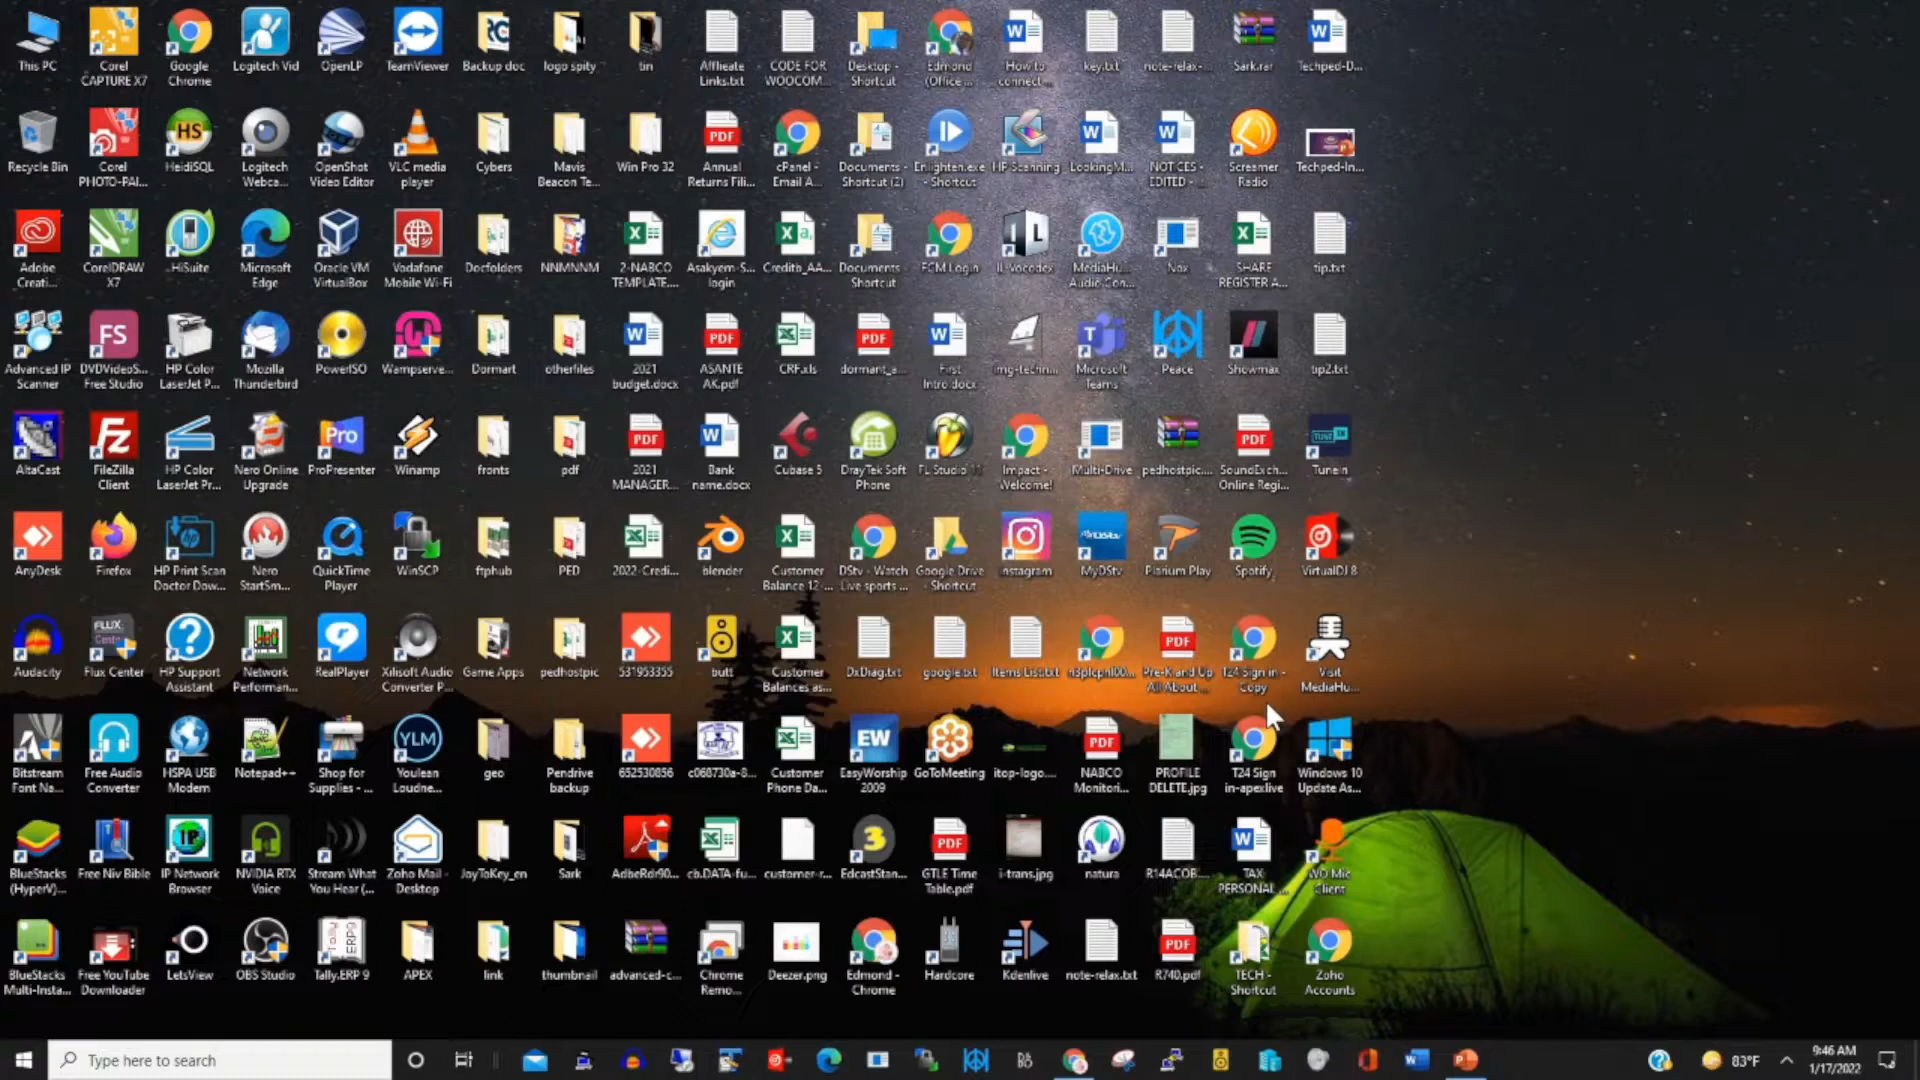 This PC
Corel
CAPTURE X7
Google
Chrome
Logitech Vid
OpenLP
TeamViewer
Backup doc
logo spity
tin
Affileate
Links.txt
CODE FOR
WOOCOM...
Desktop -
Shortcut
Edmond
(Office ...
How to
connect ...
key.txt
note-relax-...
Sark.rar
Techped-D...
Recycle Bin
Corel
PHOTO-PAI...
HeidiSQL
Logitech
Webca...
OpenShot
Video Editor
VLC media
player
Cybers
Mavis
Beacon Te...
Win Pro 32
Annual
Returns Fili...
cPanel -
Email A...
Documents -
Shortcut (2)
Enlighten.exe
- Shortcut
HP Scanning
LookingM...
NOTICES -
EDITED - ...
Screamer
Radio
Techped-In...
Adobe
Creati...
CorelDRAW
X7
HiSuite
Microsoft
Edge
Oracle VM
VirtualBox
Vodafone
Mobile Wi-Fi
Docfolders
NNMNNM
2-NABCO
TEMPLATE....
Asakyem-S...
login
Creditb_AA...
Documents -
Shortcut
FCM Login
IL-Vocodex
MediaHu...
Audio Con...
Nox
SHARE
REGISTER A...
tip.txt
Advanced IP
Scanner
DVDVideoS...
Free Studio
HP Color
LaserJet P...
Mozilla
Thunderbird
PowerISO
Wampserve...
Dormart
otherfiles
2021
budget.docx
ASANTE
AK.pdf
CRF.xls
dormant_a...
First
Intro.docx
img-techn...
Microsoft
Teams
Peace
Showmax
tip2.txt
AltaCast
FileZilla
Client
HP Color
LaserJet Pr...
Nero Online
Upgrade
ProPresenter
Winamp
fronts
pdf
2021
MANAGER...
Bank
name.docx
Cubase 5
DrayTek Soft
Phone
FL Studio 11
Impact -
Welcome!
Multi-Drive
pedhostpic....
SoundExch...
Online Regi...
TuneIn
AnyDesk
Firefox
HP Print Scan
Doctor Dow...
Nero
StartSm...
QuickTime
Player
WinSCP
ftphub
PED
2022-Credi...
blender
Customer
Balance 12-...
DStv - Watch
Live sports ...
Google Drive
- Shortcut
Instagram
MyDStv
Plarium Play
Spotify
VirtualDJ 8
Audacity
Flux Center
HP Support
Assistant
Network
Performan...
RealPlayer
Xilisoft Audio
Converter P...
Game Apps
pedhostpic
531953355
butt
Customer
Balances as...
DxDiag.txt
google.txt
Items List.txt
n3plcpnl00...
Pre-K and Up
All About ...
T24 Sign in -
Copy
Visit
MediaHu...
Bitstream
Font Na...
Free Audio
Converter
HSPA USB
Modem
Notepad++
Shop for
Supplies - ...
Youlean
Loudne...
geo
Pendrive
backup
652530856
c068730a-8...
Customer
Phone Da...
EasyWorship
2009
GoToMeeting
itop-logo....
NABCO
Monitori...
PROFILE
DELETE.jpg
T24 Sign
in-apexlive
Windows 10
Update As...
BlueStacks
(HyperV)...
Free Niv Bible
IP Network
Browser
NVIDIA RTX
Voice
Stream What
You Hear (...
Zoho Mail -
Desktop
JoyToKey_en
Sark
AdbeRdr90...
cb.DATA-fu...
customer-r...
EdcastStan...
GTLE Time
Table.pdf
i-trans.jpg
natura
R14ACOB....
TAX
PERSONAL ...
WO Mic
Client
BlueStacks
Multi-Insta...
Free YouTube
Downloader
LetsView
OBS Studio
Tally.ERP 9
APEX
link
thumbnail
advanced-c...
Chrome
Remo...
Deezer.png
Edmond -
Chrome
Hardcore
Kdenlive
note-relax.txt
R740.pdf
TECH -
Shortcut
Zoho
Accounts
Type here to search
83°F
9:46 AM
1/17/2022